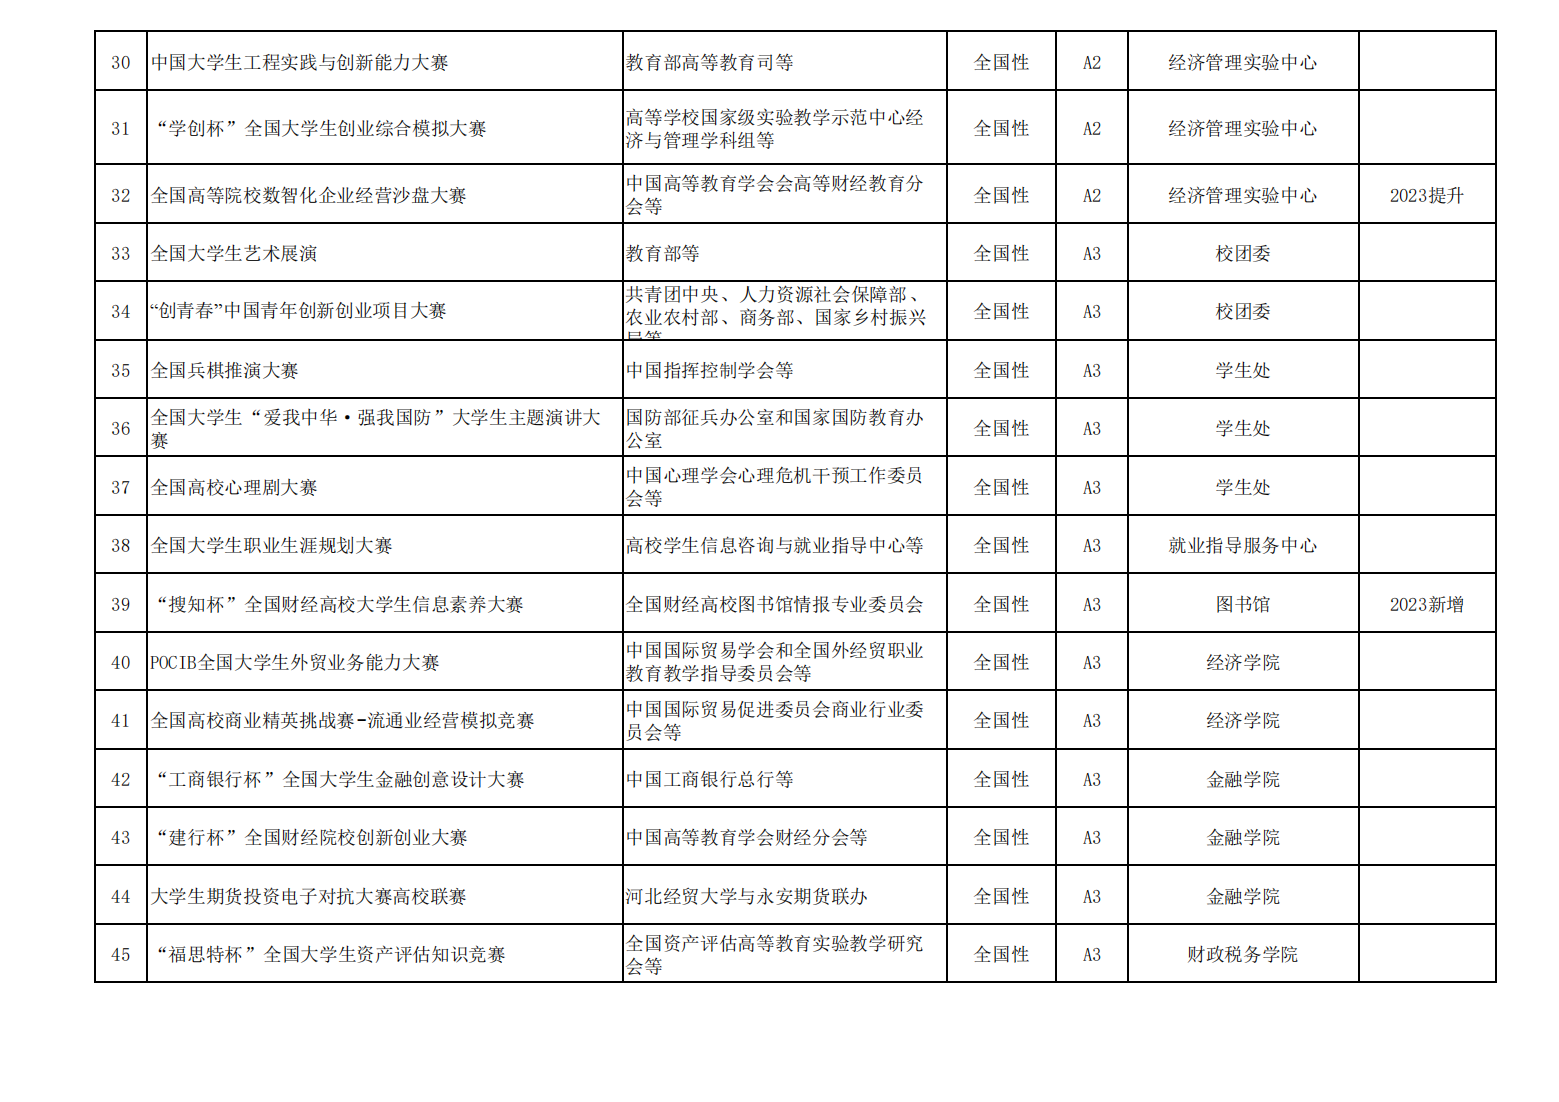 30 中国大学生工程实践与创新能力大赛 教育部高等教育司等 全国性 A2 经济管理实验中心
31 “学创杯”全国大学生创业综合模拟大赛 高等学校国家级实验教学示范中心经
济与管理学科组等 全国性 A2 经济管理实验中心
32 全国高等院校数智化企业经营沙盘大赛 中国高等教育学会会高等财经教育分
会等 全国性 A2 经济管理实验中心 2023提升
33 全国大学生艺术展演 教育部等 全国性 A3 校团委
34 “创青春”中国青年创新创业项目大赛 共青团中央、人力资源社会保障部、
农业农村部、商务部、国家乡村振兴
局等 全国性 A3 校团委
35 全国兵棋推演大赛 中国指挥控制学会等 全国性 A3 学生处
36 全国大学生“爱我中华·强我国防”大学生主题演讲大
赛 国防部征兵办公室和国家国防教育办
公室 全国性 A3 学生处
37 全国高校心理剧大赛 中国心理学会心理危机干预工作委员
会等 全国性 A3 学生处
38 全国大学生职业生涯规划大赛 高校学生信息咨询与就业指导中心等 全国性 A3 就业指导服务中心
39 “搜知杯”全国财经高校大学生信息素养大赛 全国财经高校图书馆情报专业委员会 全国性 A3 图书馆 2023新增
40 POCIB全国大学生外贸业务能力大赛 中国国际贸易学会和全国外经贸职业
教育教学指导委员会等 全国性 A3 经济学院
41 全国高校商业精英挑战赛-流通业经营模拟竞赛 中国国际贸易促进委员会商业行业委
员会等 全国性 A3 经济学院
42 “工商银行杯”全国大学生金融创意设计大赛 中国工商银行总行等 全国性 A3 金融学院
43 “建行杯”全国财经院校创新创业大赛 中国高等教育学会财经分会等 全国性 A3 金融学院
44 大学生期货投资电子对抗大赛高校联赛 河北经贸大学与永安期货联办 全国性 A3 金融学院
45 “福思特杯”全国大学生资产评估知识竞赛 全国资产评估高等教育实验教学研究
会等 全国性 A3 财政税务学院